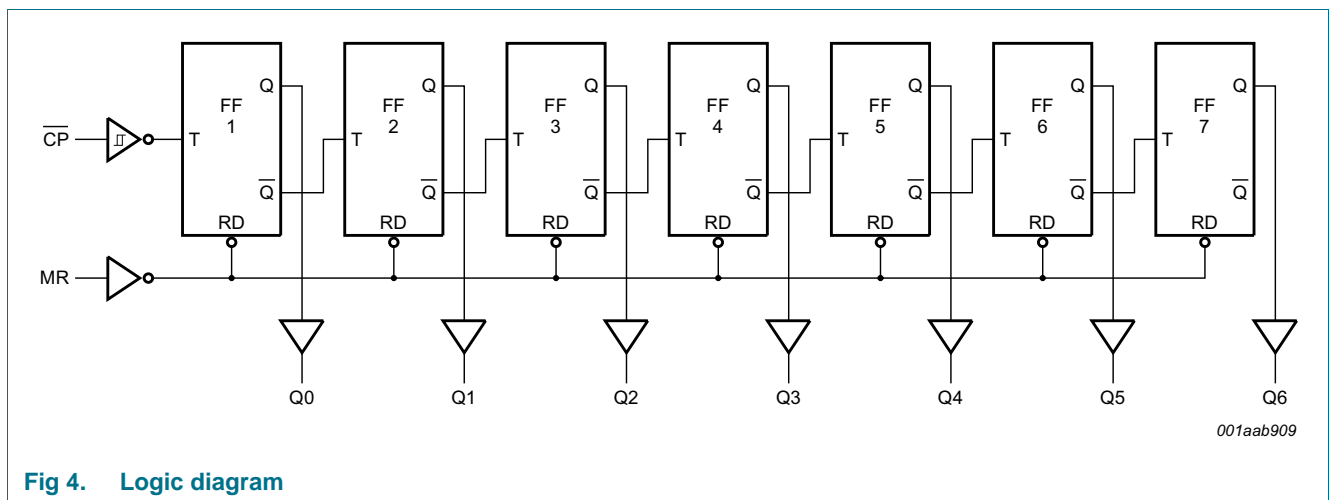 Q Q Q Q Q Q Q
FF FF FF FF FF FF FF
1 2 3 4 5 6 7
C̅P̅ T T T T T T T
Q̅ Q̅ Q̅ Q̅ Q̅ Q̅ Q̅
RD RD RD RD RD RD RD
MR
Q0 Q1 Q2 Q3 Q4 Q5 Q6
001aab909
Fig 4. Logic diagram